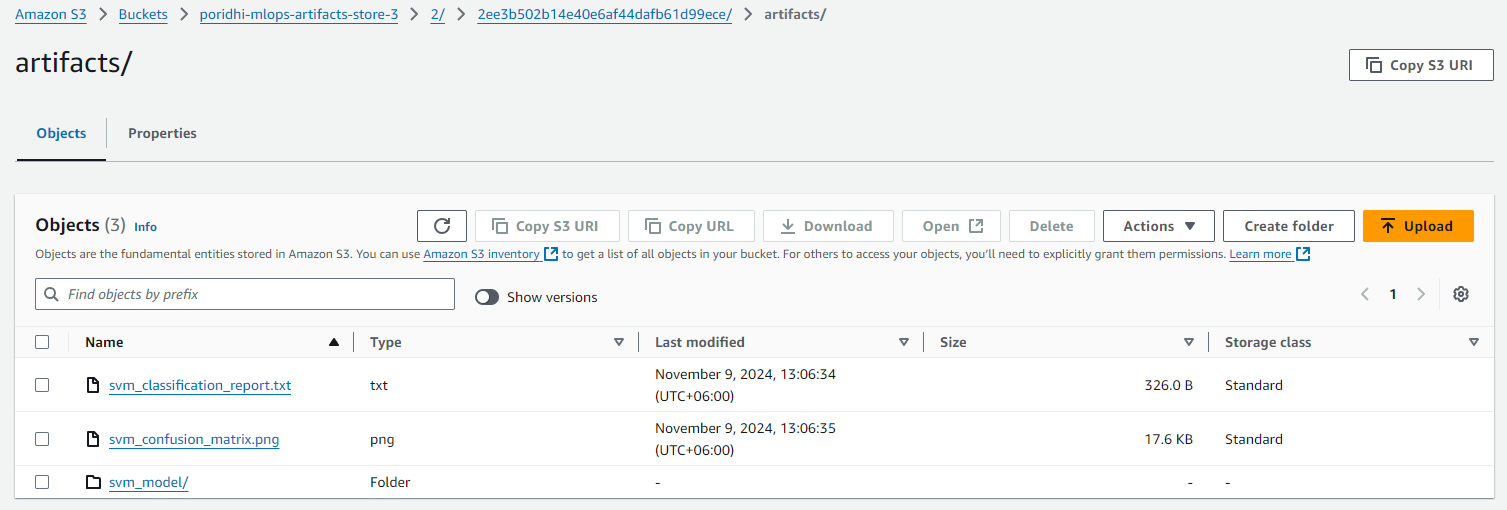 Amazon S3 > Buckets > poridhi-mlops-artifacts-store-3 > 2/ > 2ee3b502b14e40e6af44dafb61d99ece/ > artifacts/
artifacts/
Copy S3 URI
Objects Properties
Objects (3) Info
Copy S3 URI Copy URL Download Open Delete Actions Create folder Upload
Objects are the fundamental entities stored in Amazon S3. You can use Amazon S3 inventory to get a list of all objects in your bucket. For others to access your objects, you'll need to explicitly grant them permissions. Learn more
Find objects by prefix
Show versions
1
Name Type Last modified Size Storage class
svm_classification_report.txt txt November 9, 2024, 13:06:34 (UTC+06:00) 326.0 B Standard
svm_confusion_matrix.png png November 9, 2024, 13:06:35 (UTC+06:00) 17.6 KB Standard
svm_model/ Folder - - -